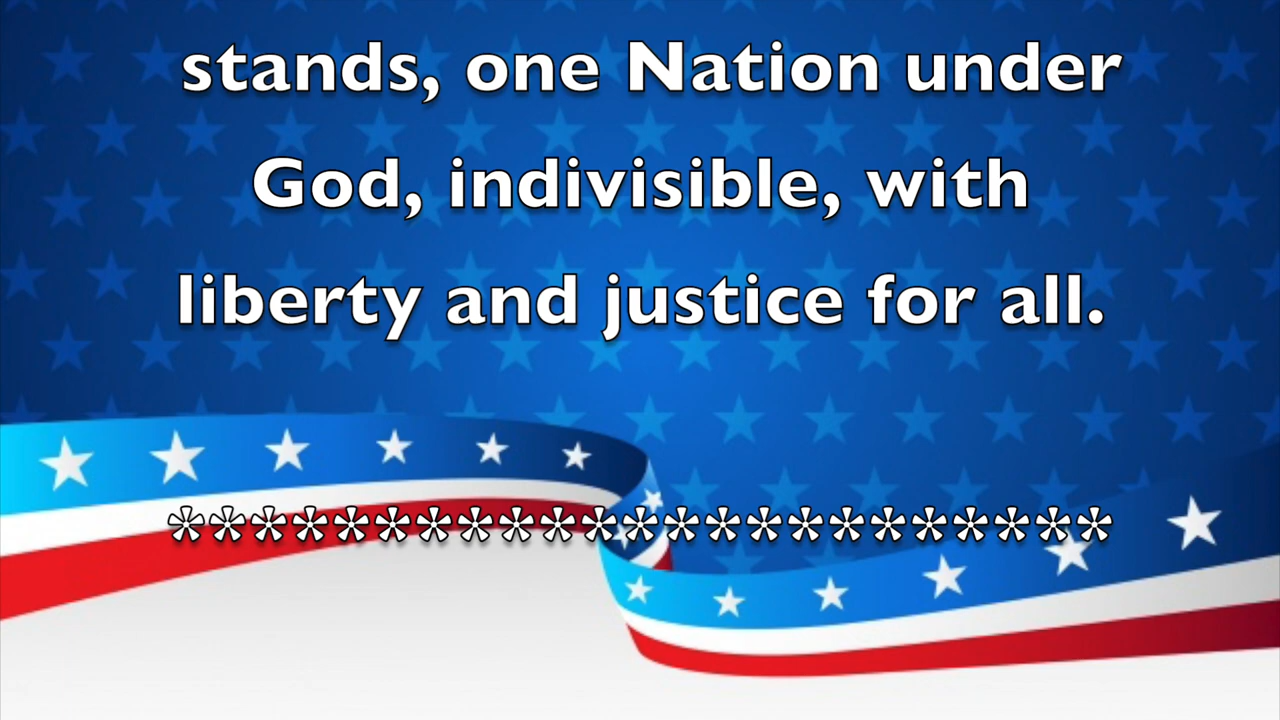 stands, one Nation under
God, indivisible, with
liberty and justice for all.
***********************